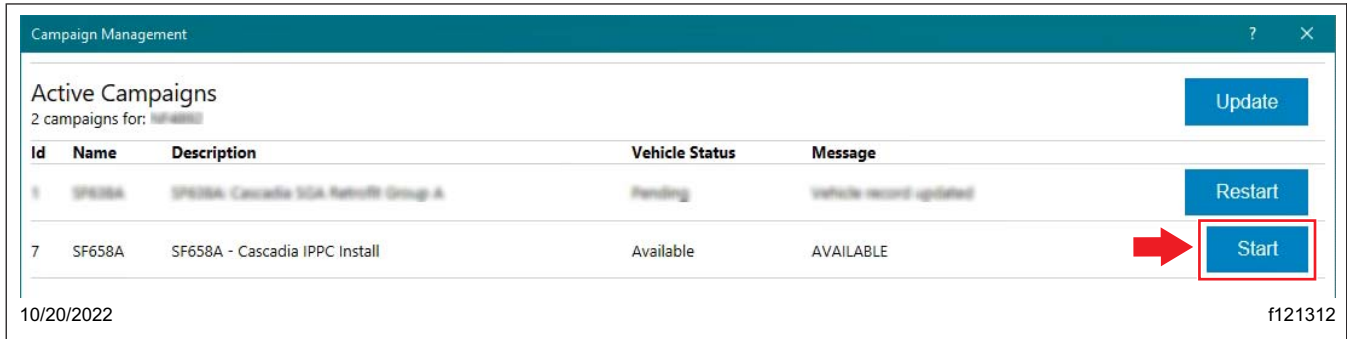 Campaign Management ? ×
Active Campaigns
Update
2 campaigns for:
Id Name Description Vehicle Status Message
Restart
7 SF658A SF658A - Cascadia IPPC Install Available AVAILABLE Start
10/20/2022 f121312